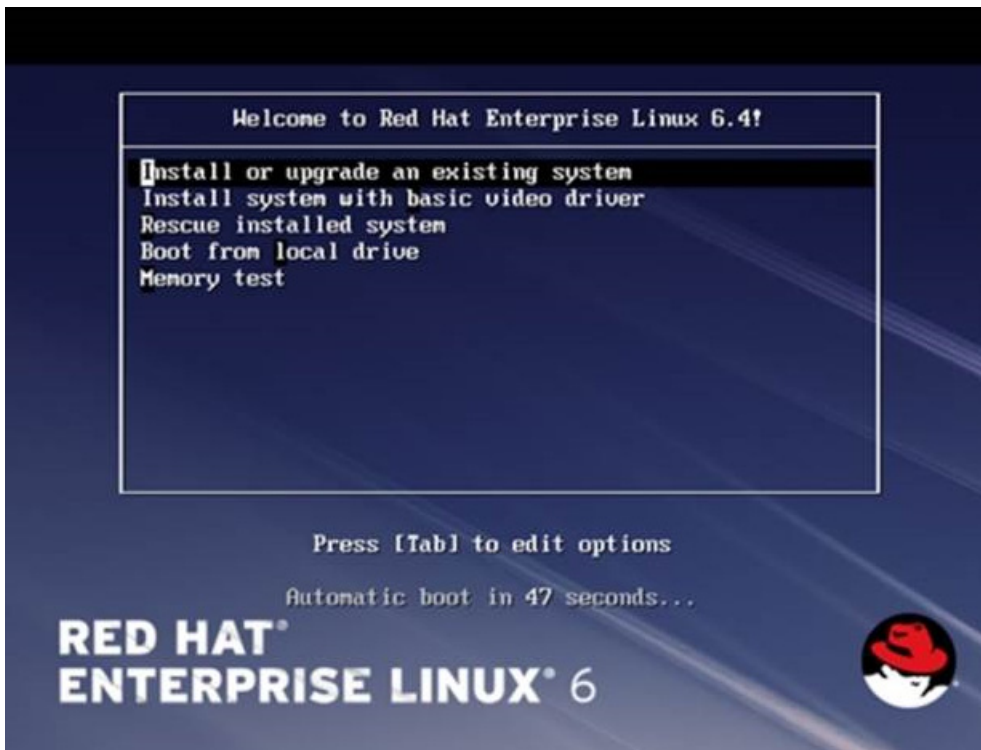 Welcome to Red Hat Enterprise Linux 6.4!
Install or upgrade an existing system
Install system with basic video driver
Rescue installed system
Boot from local drive
Memory test
Press [Tab] to edit options
Automatic boot in 47 seconds...
RED HAT®
ENTERPRISE LINUX® 6